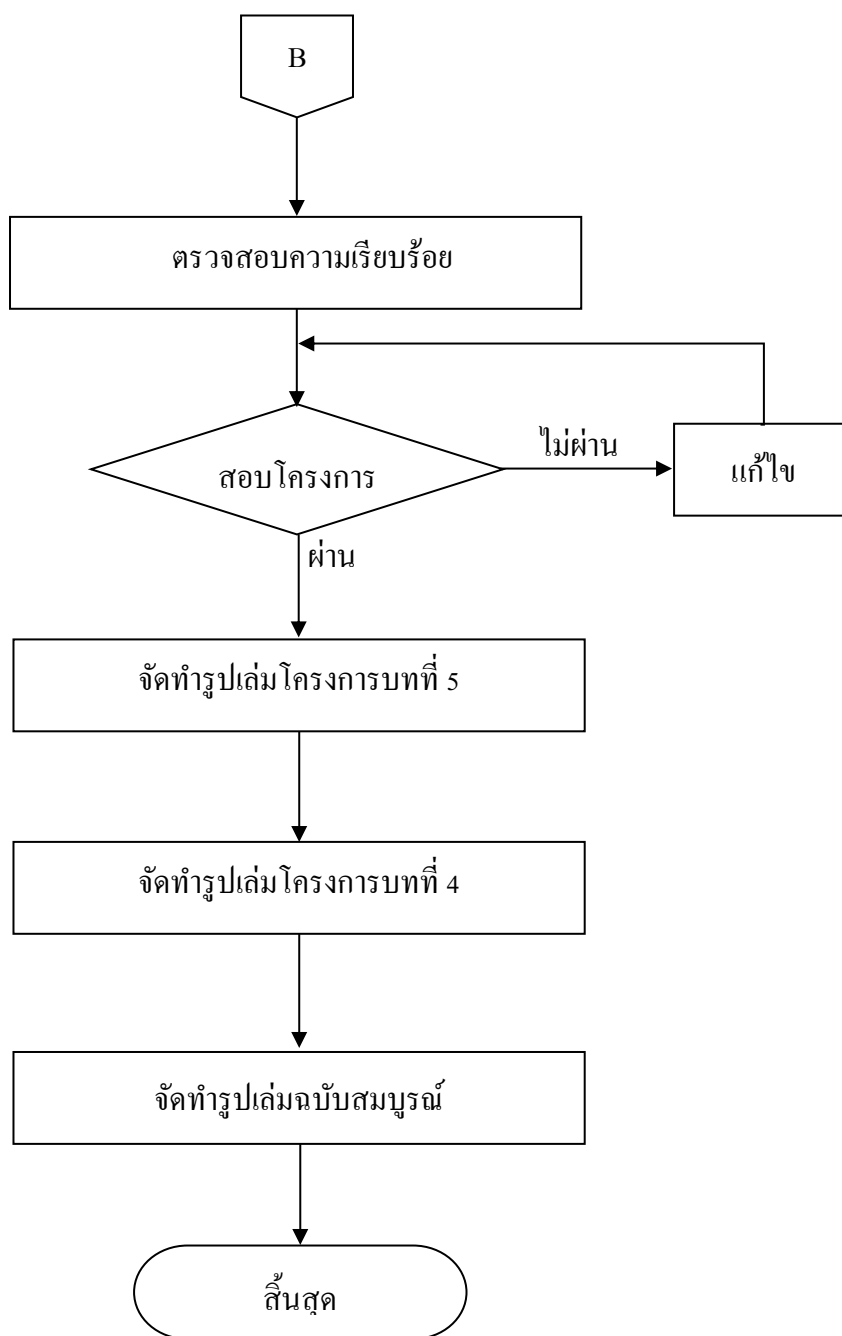 B
ตรวจสอบความเรียบร้อย
สอบโครงการ
ไม่ผ่าน
แก้ไข
ผ่าน
จัดทำรูปเล่มโครงการบทที่ 5
จัดทำรูปเล่มโครงการบทที่ 4
จัดทำรูปเล่มฉบับสมบูรณ์
สิ้นสุด